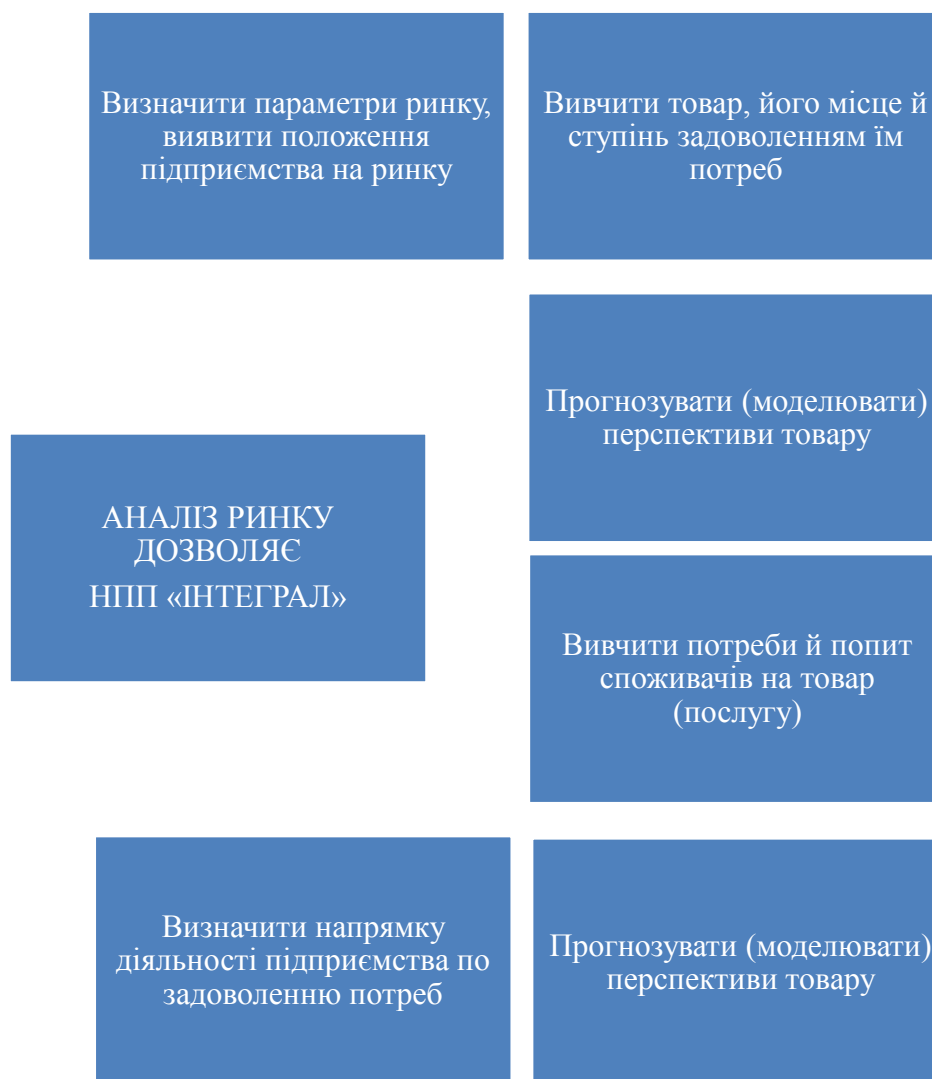 Визначити параметри ринку,
виявити положення
підприємства на ринку
Вивчити товар, його місце й
ступінь задоволенням їм
потреб
Прогнозувати (моделювати)
перспективи товару
АНАЛІЗ РИНКУ
ДОЗВОЛЯЄ
НПП «ІНТЕГРАЛ»
Вивчити потреби й попит
споживачів на товар
(послугу)
Визначити напрямку
діяльності підприємства по
задоволенню потреб
Прогнозувати (моделювати)
перспективи товару